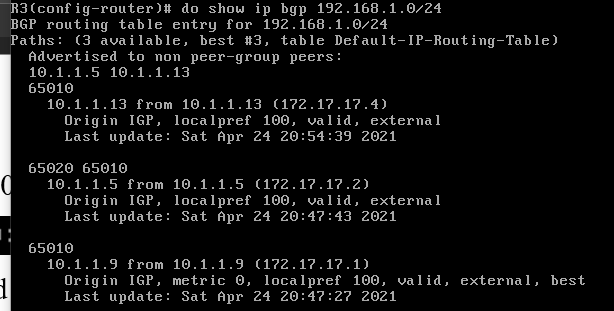 R3(config-router)# do show ip bgp 192.168.1.0/24
BGP routing table entry for 192.168.1.0/24
Paths: (3 available, best #3, table Default-IP-Routing-Table)
  Advertised to non peer-group peers:
  10.1.1.5 10.1.1.13
  65010
    10.1.1.13 from 10.1.1.13 (172.17.17.4)
      Origin IGP, localpref 100, valid, external
      Last update: Sat Apr 24 20:54:39 2021
  65020 65010
    10.1.1.5 from 10.1.1.5 (172.17.17.2)
      Origin IGP, localpref 100, valid, external
      Last update: Sat Apr 24 20:47:43 2021
  65010
    10.1.1.9 from 10.1.1.9 (172.17.17.1)
      Origin IGP, metric 0, localpref 100, valid, external, best
      Last update: Sat Apr 24 20:47:27 2021